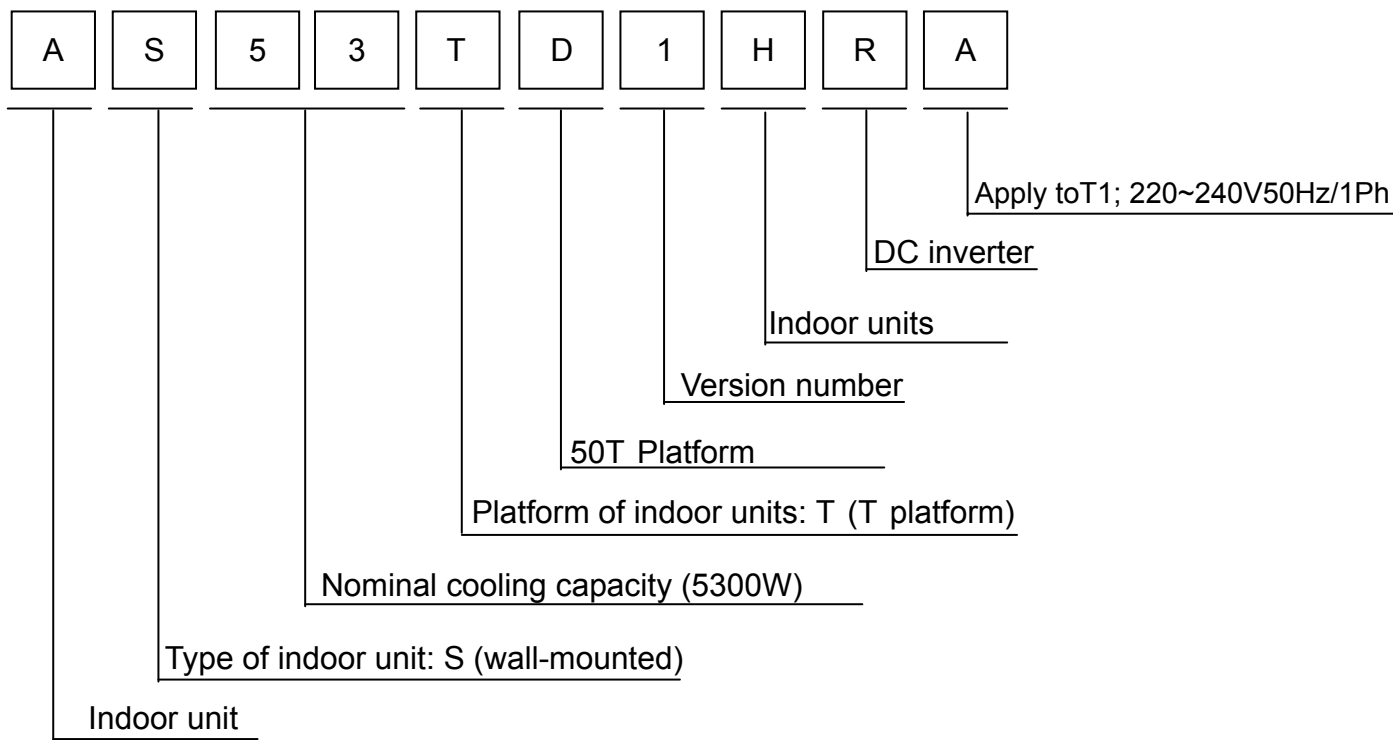 A S 5 3 T D 1 H R A
Apply toT1; 220~240V50Hz/1Ph
DC inverter
Indoor units
Version number
50T Platform
Platform of indoor units: T (T platform)
Nominal cooling capacity (5300W)
Type of indoor unit: S (wall-mounted)
Indoor unit